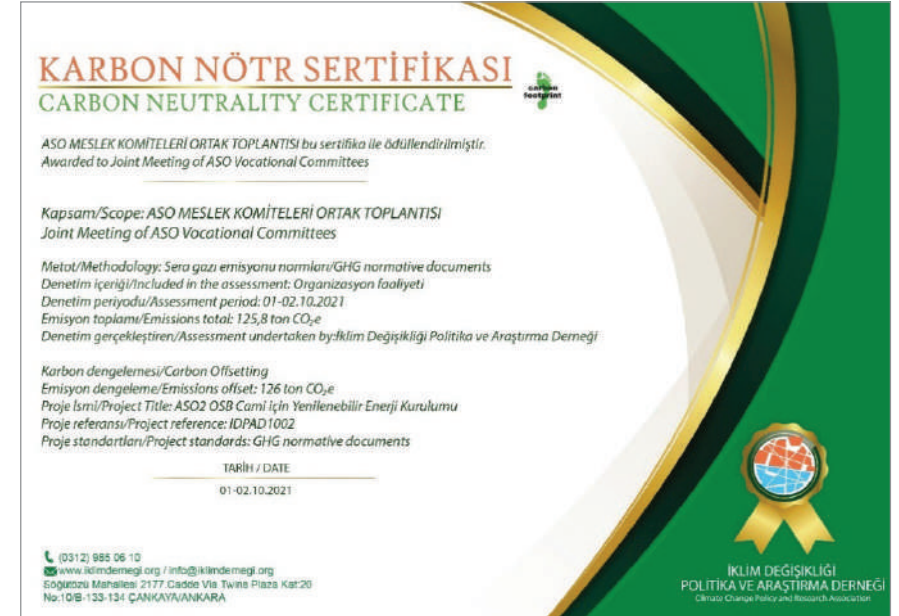 KARBON NÖTR SERTİFİKASI
CARBON NEUTRALITY CERTIFICATE
carbon
footprint
ASO MESLEK KOMİTELERİ ORTAK TOPLANTISI bu sertifika ile ödüllendirilmiştir.
Awarded to Joint Meeting of ASO Vocational Committees
Kapsam/Scope: ASO MESLEK KOMİTELERİ ORTAK TOPLANTISI
Joint Meeting of ASO Vocational Committees
Metot/Methodology: Sera gazı emisyonu normları/GHG normative documents
Denetim içeriği/Included in the assessment: Organizasyon faaliyeti
Denetim periyodu/Assessment period: 01-02.10.2021
Emisyon toplamı/Emissions total: 125,8 ton CO₂e
Denetim gerçekleştiren/Assessment undertaken by:İklim Değişikliği Politika ve Araştırma Derneği
Karbon dengelemesi/Carbon Offsetting
Emisyon dengeleme/Emissions offset: 126 ton CO₂e
Proje İsmi/Project Title: ASO2 OSB Cami için Yenilenebilir Enerji Kurulumu
Proje referansı/Project reference: IDPAD1002
Proje standartları/Project standards: GHG normative documents
TARİH / DATE
01-02.10.2021
(0312) 985 06 10
www.iklimdernegi.org / info@iklimdernegi.org
Söğütözü Mahallesi 2177.Cadde Via Twins Plaza Kat:20
No:10/B-133-134 ÇANKAYA/ANKARA
İKLIM DEĞİŞİKLİĞİ
POLİTIKA VE ARAŞTIRMA DERNEĞİ
Climate Change Policy and Research Association